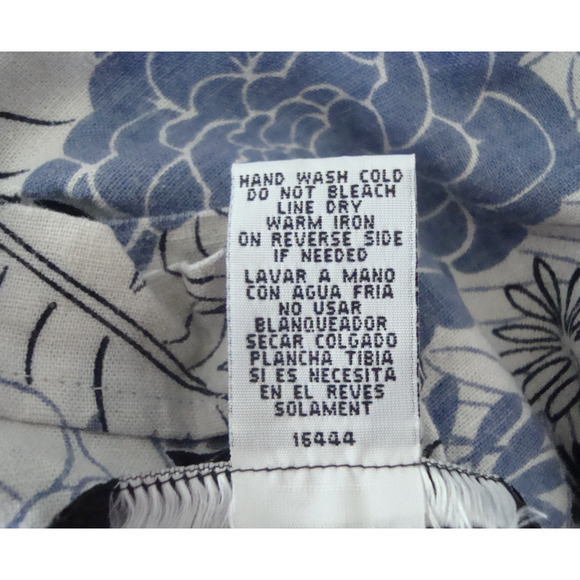 HAND WASH COLD
DO NOT BLEACH
LINE DRY
WARM IRON
ON REVERSE SIDE
IF NEEDED
LAVAR A MANO
CON AGUA FRIA
NO USAR
BLANQUEADOR
SECAR COLGADO
PLANCHA TIBIA
SI ES NECESITA
EN EL REVES
SOLAMENT
16444